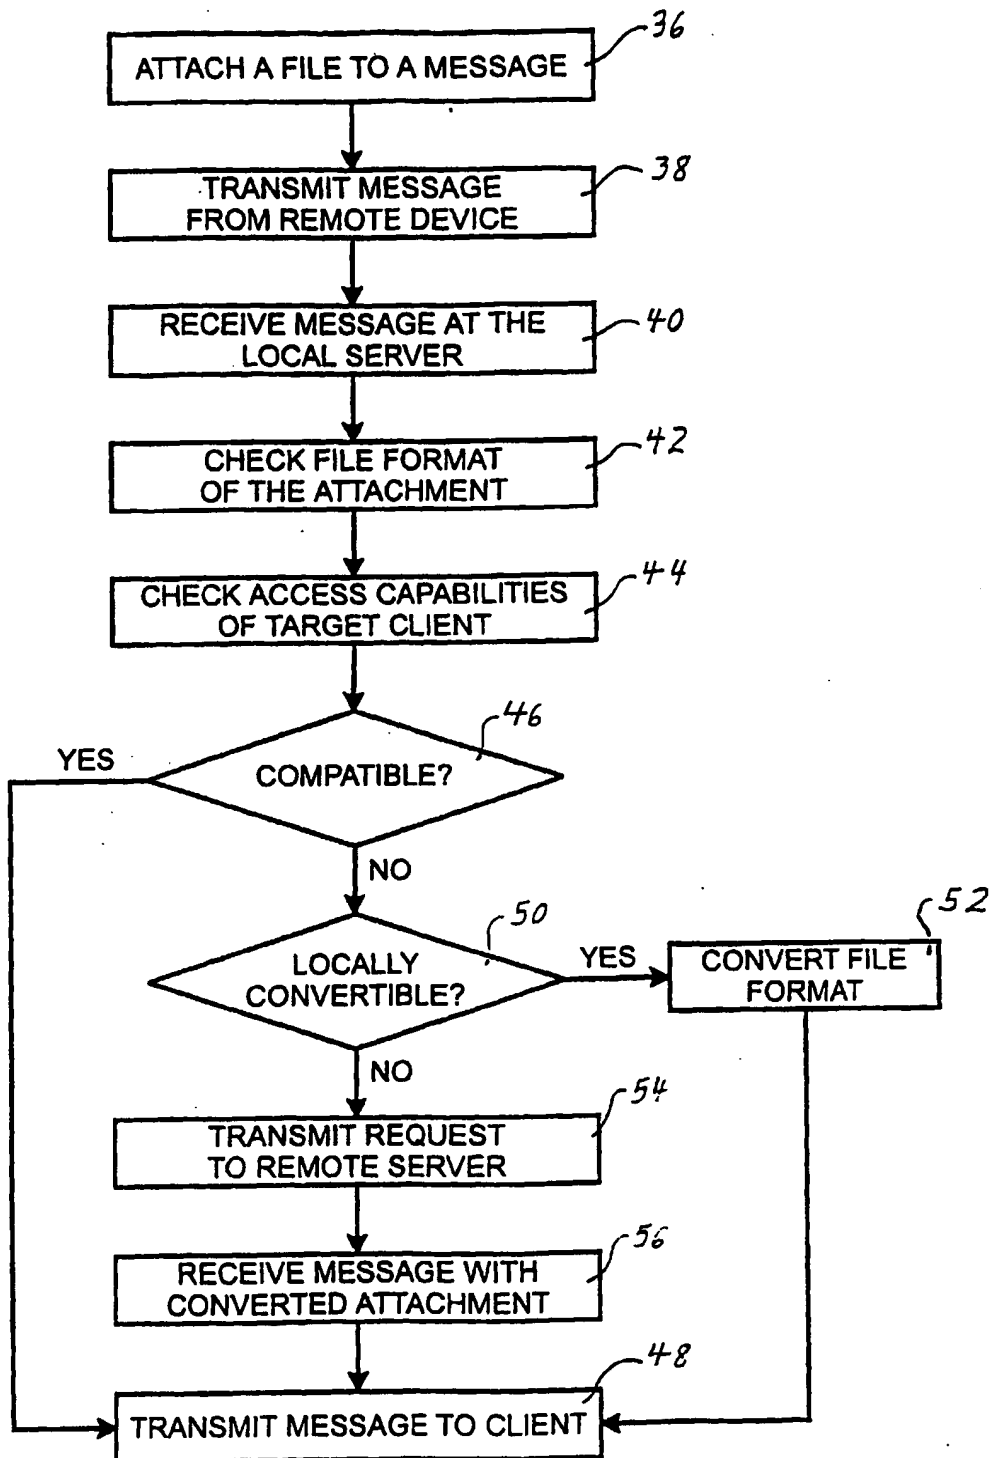 36
ATTACH A FILE TO A MESSAGE
38
TRANSMIT MESSAGE
FROM REMOTE DEVICE
40
RECEIVE MESSAGE AT THE
LOCAL SERVER
42
CHECK FILE FORMAT
OF THE ATTACHMENT
44
CHECK ACCESS CAPABILITIES
OF TARGET CLIENT
46
YES
COMPATIBLE?
NO
50
52
LOCALLY
CONVERTIBLE?
YES
CONVERT FILE
FORMAT
NO
54
TRANSMIT REQUEST
TO REMOTE SERVER
56
RECEIVE MESSAGE WITH
CONVERTED ATTACHMENT
48
TRANSMIT MESSAGE TO CLIENT